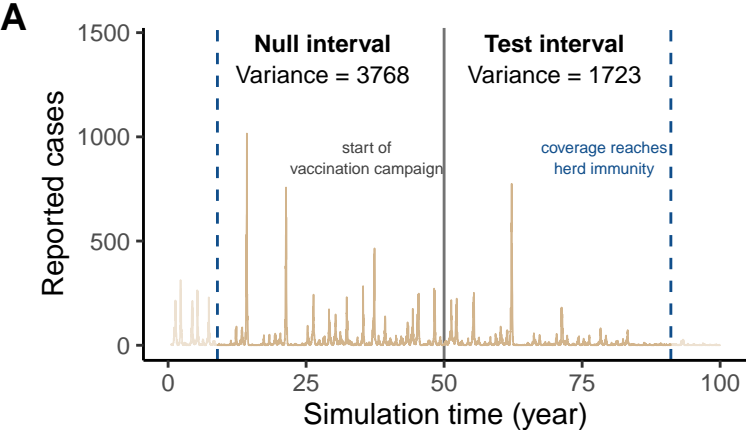 A
Null interval
Variance = 3768
Test interval
Variance = 1723
start of
vaccination campaign
coverage reaches
herd immunity
Reported cases
1500
1000
500
0
0 25 50 75 100
Simulation time (year)